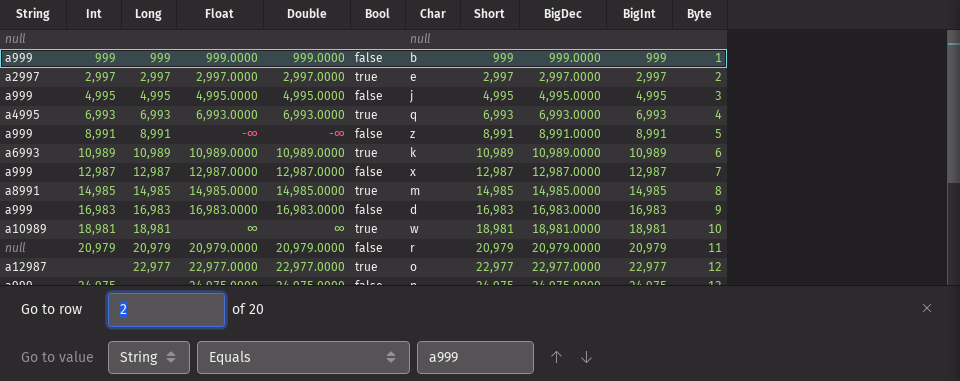 String Int Long Float Double Bool Char Short BigDec BigInt Byte
null null
a999 999 999 999.0000 999.0000 false b 999 999.0000 999 1
a2997 2,997 2,997 2,997.0000 2,997.0000 true e 2,997 2,997.0000 2,997 2
a999 4,995 4,995 4,995.0000 4,995.0000 false j 4,995 4,995.0000 4,995 3
a4995 6,993 6,993 6,993.0000 6,993.0000 true q 6,993 6,993.0000 6,993 4
a999 8,991 8,991 -∞ -∞ false z 8,991 8,991.0000 8,991 5
a6993 10,989 10,989 10,989.0000 10,989.0000 true k 10,989 10,989.0000 10,989 6
a999 12,987 12,987 12,987.0000 12,987.0000 false x 12,987 12,987.0000 12,987 7
a8991 14,985 14,985 14,985.0000 14,985.0000 true m 14,985 14,985.0000 14,985 8
a999 16,983 16,983 16,983.0000 16,983.0000 false d 16,983 16,983.0000 16,983 9
a10989 18,981 18,981 ∞ ∞ true w 18,981 18,981.0000 18,981 10
null 20,979 20,979 20,979.0000 20,979.0000 false r 20,979 20,979.0000 20,979 11
a12987 22,977 22,977.0000 22,977.0000 true o 22,977 22,977.0000 22,977 12
Go to row 2 of 20
Go to value String Equals a999